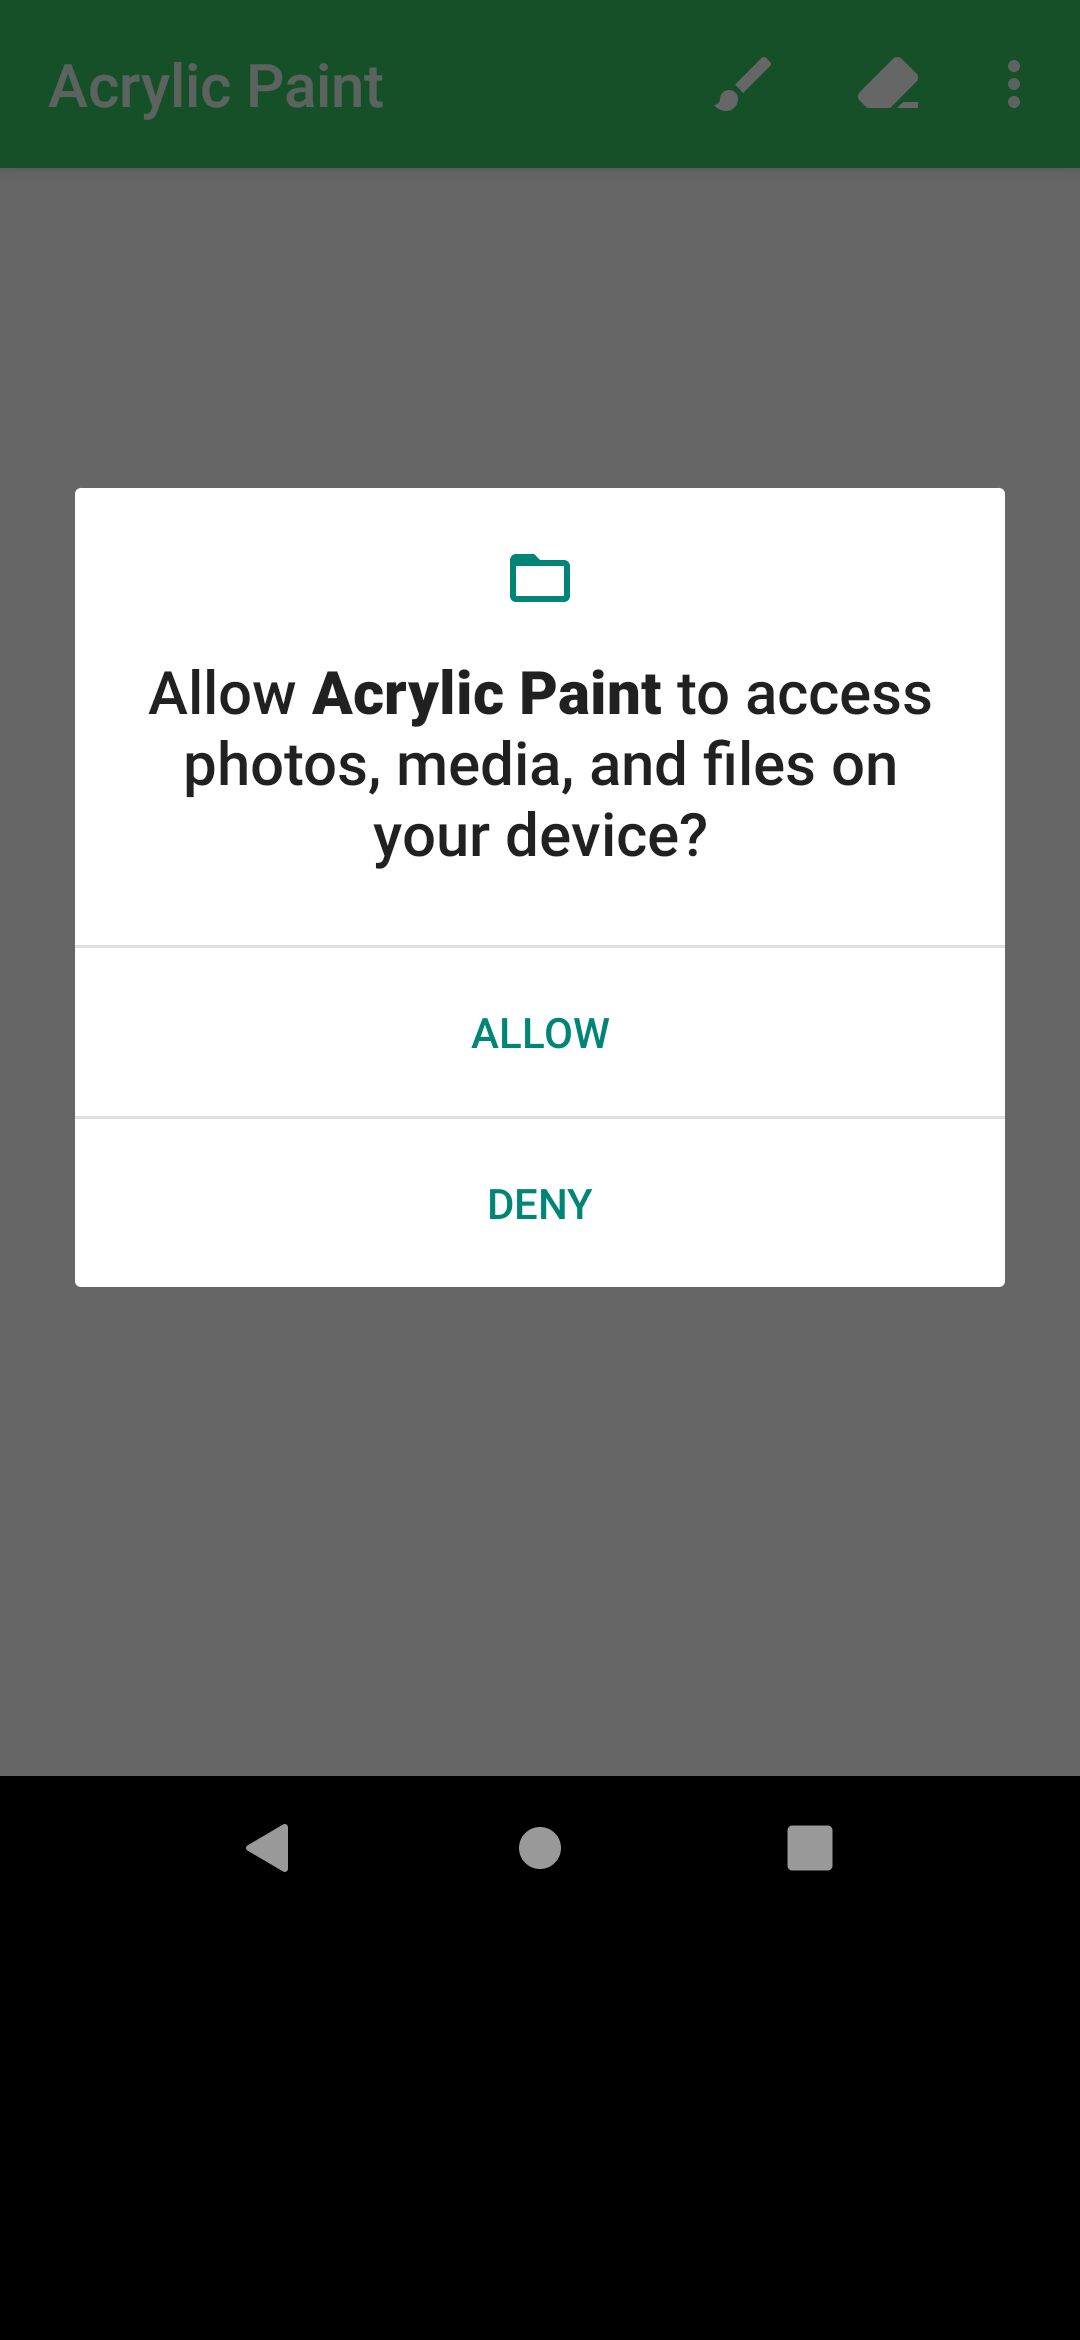 Acrylic Paint
Allow Acrylic Paint to access
photos, media, and files on
your device?
ALLOW
DENY